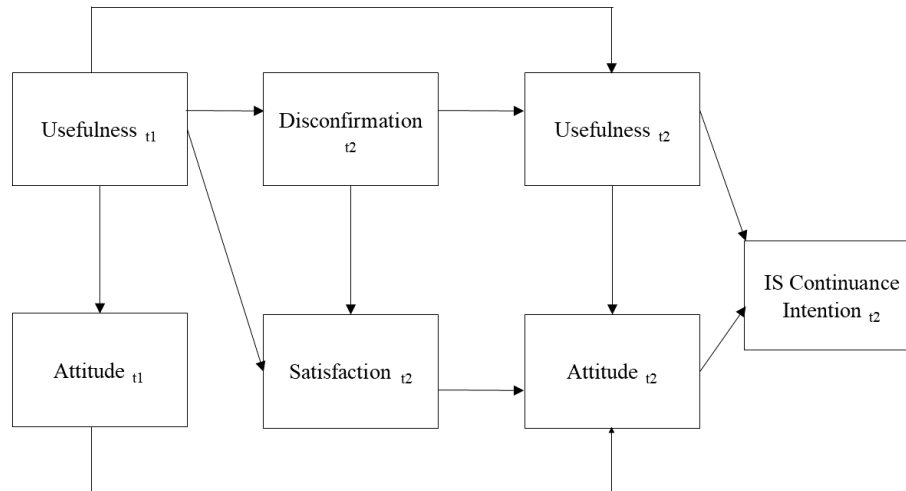 Usefulness t1
Disconfirmation
t2
Usefulness t2
IS Continuance
Intention t2
Attitude t1
Satisfaction t2
Attitude t2